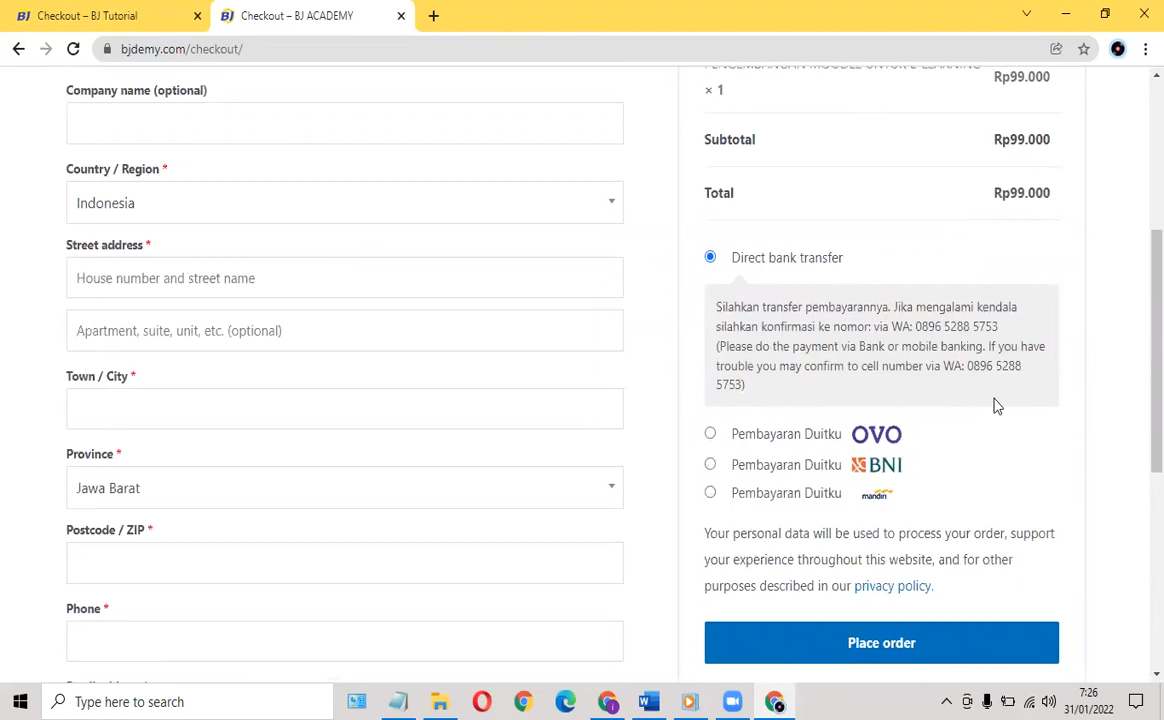 BJ Checkout – BJ Tutorial
BJ Checkout – BJ ACADEMY
bjdemy.com/checkout/
Company name (optional)
Country / Region *
Indonesia
Street address *
House number and street name
Apartment, suite, unit, etc. (optional)
Town / City *
Province *
Jawa Barat
Postcode / ZIP *
Phone *
PENGEMBANGAN MOODLE UNTUK E-LEARNING
× 1
Rp99.000
Subtotal Rp99.000
Total Rp99.000
Direct bank transfer
Silahkan transfer pembayarannya. Jika mengalami kendala
silahkan konfirmasi ke nomor: via WA: 0896 5288 5753
(Please do the payment via Bank or mobile banking. If you have
trouble you may confirm to cell number via WA: 0896 5288
5753)
Pembayaran Duitku OVO
Pembayaran Duitku BNI
Pembayaran Duitku mandiri
Your personal data will be used to process your order, support
your experience throughout this website, and for other
purposes described in our privacy policy.
Place order
Type here to search
7:26
31/01/2022